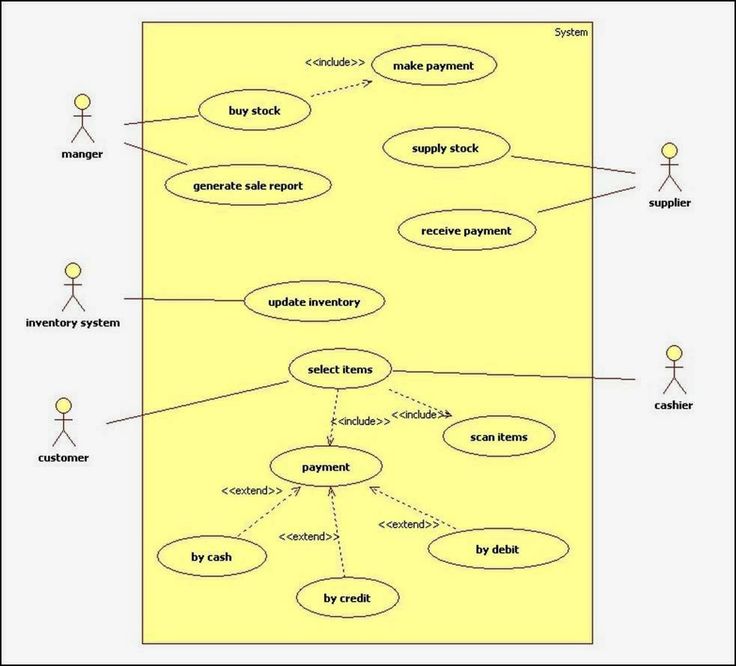 System
<<include>>
make payment
buy stock
manger
supply stock
generate sale report
supplier
receive payment
inventory system
update inventory
select items
cashier
<<include>>
<<include>>
scan items
customer
payment
<<extend>>
<<extend>>
<<extend>>
by cash
by debit
by credit